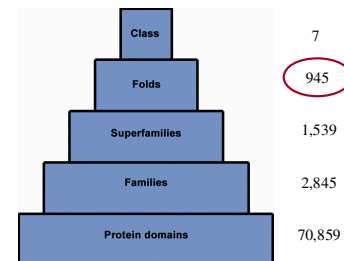 Class 7
Folds 945
Superfamilies 1,539
Families 2,845
Protein domains 70,859